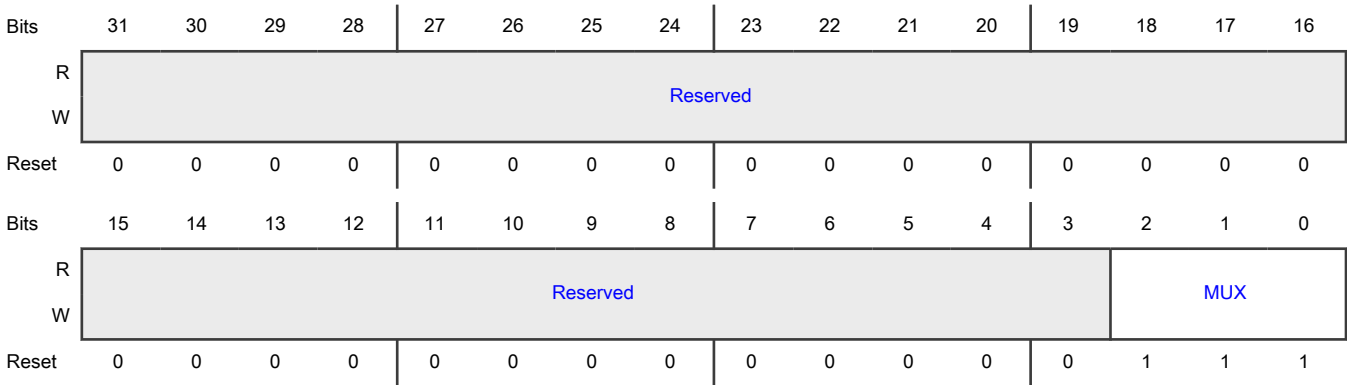 Bits 31 30 29 28 27 26 25 24 23 22 21 20 19 18 17 16
R
Reserved
W
Reset 0 0 0 0 0 0 0 0 0 0 0 0 0 0 0 0
Bits 15 14 13 12 11 10 9 8 7 6 5 4 3 2 1 0
R
Reserved MUX
W
Reset 0 0 0 0 0 0 0 0 0 0 0 0 0 1 1 1